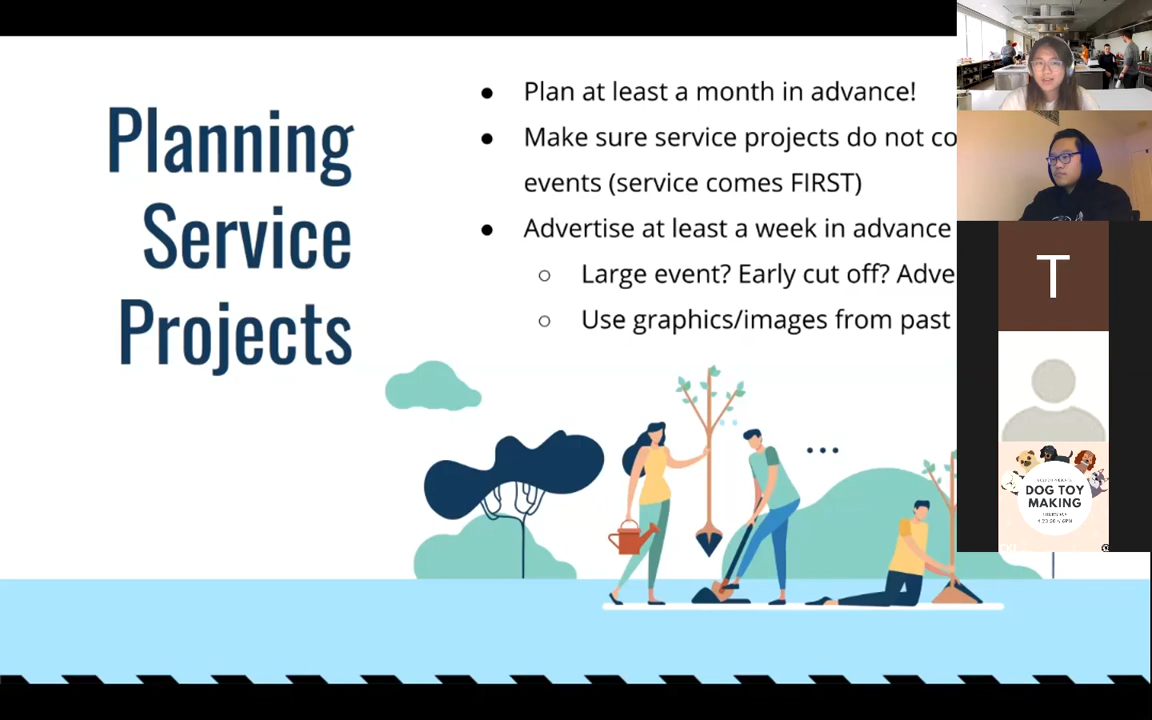 Planning
Service
Projects
Plan at least a month in advance!
Make sure service projects do not co
events (service comes FIRST)
Advertise at least a week in advance
Large event? Early cut off? Adve
Use graphics/images from past
T
DOG TOY
MAKING